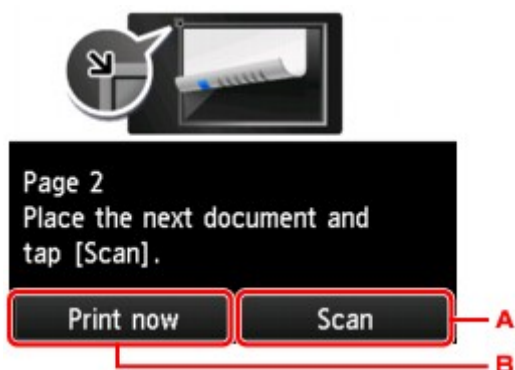 Page 2
Place the next document and
tap [Scan].
Print now Scan A
B